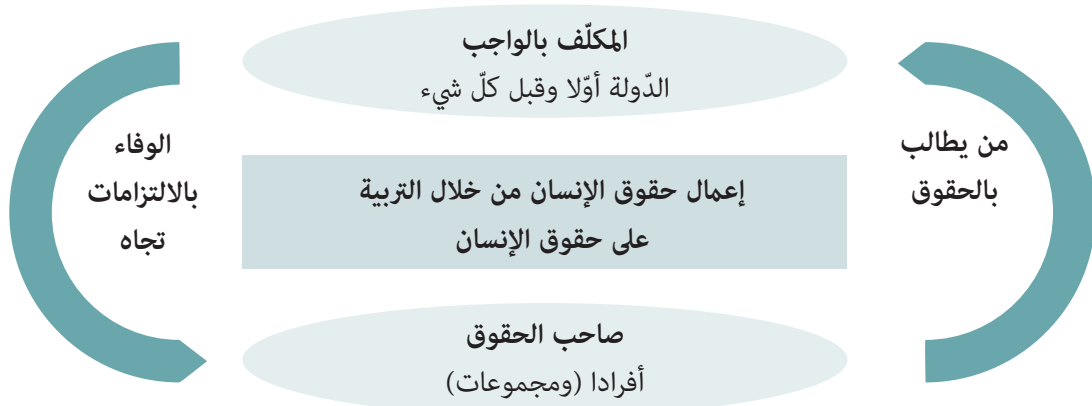 المكلّف بالواجب
الدّولة أوّلا وقبل كلّ شيء
من يطالب
بالحقوق
إعمال حقوق الإنسان من خلال التربية
على حقوق الإنسان
الوفاء
بالالتزامات
تجاه
صاحب الحقوق
أفرادا (ومجموعات)